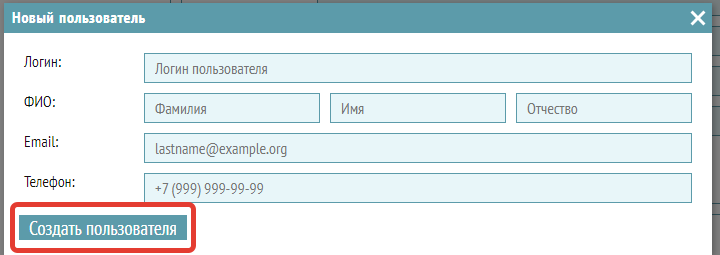 Новый пользователь
Логин: Логин пользователя
ФИО: Фамилия Имя Отчество
Email: lastname@example.org
Телефон: +7 (999) 999-99-99
Создать пользователя